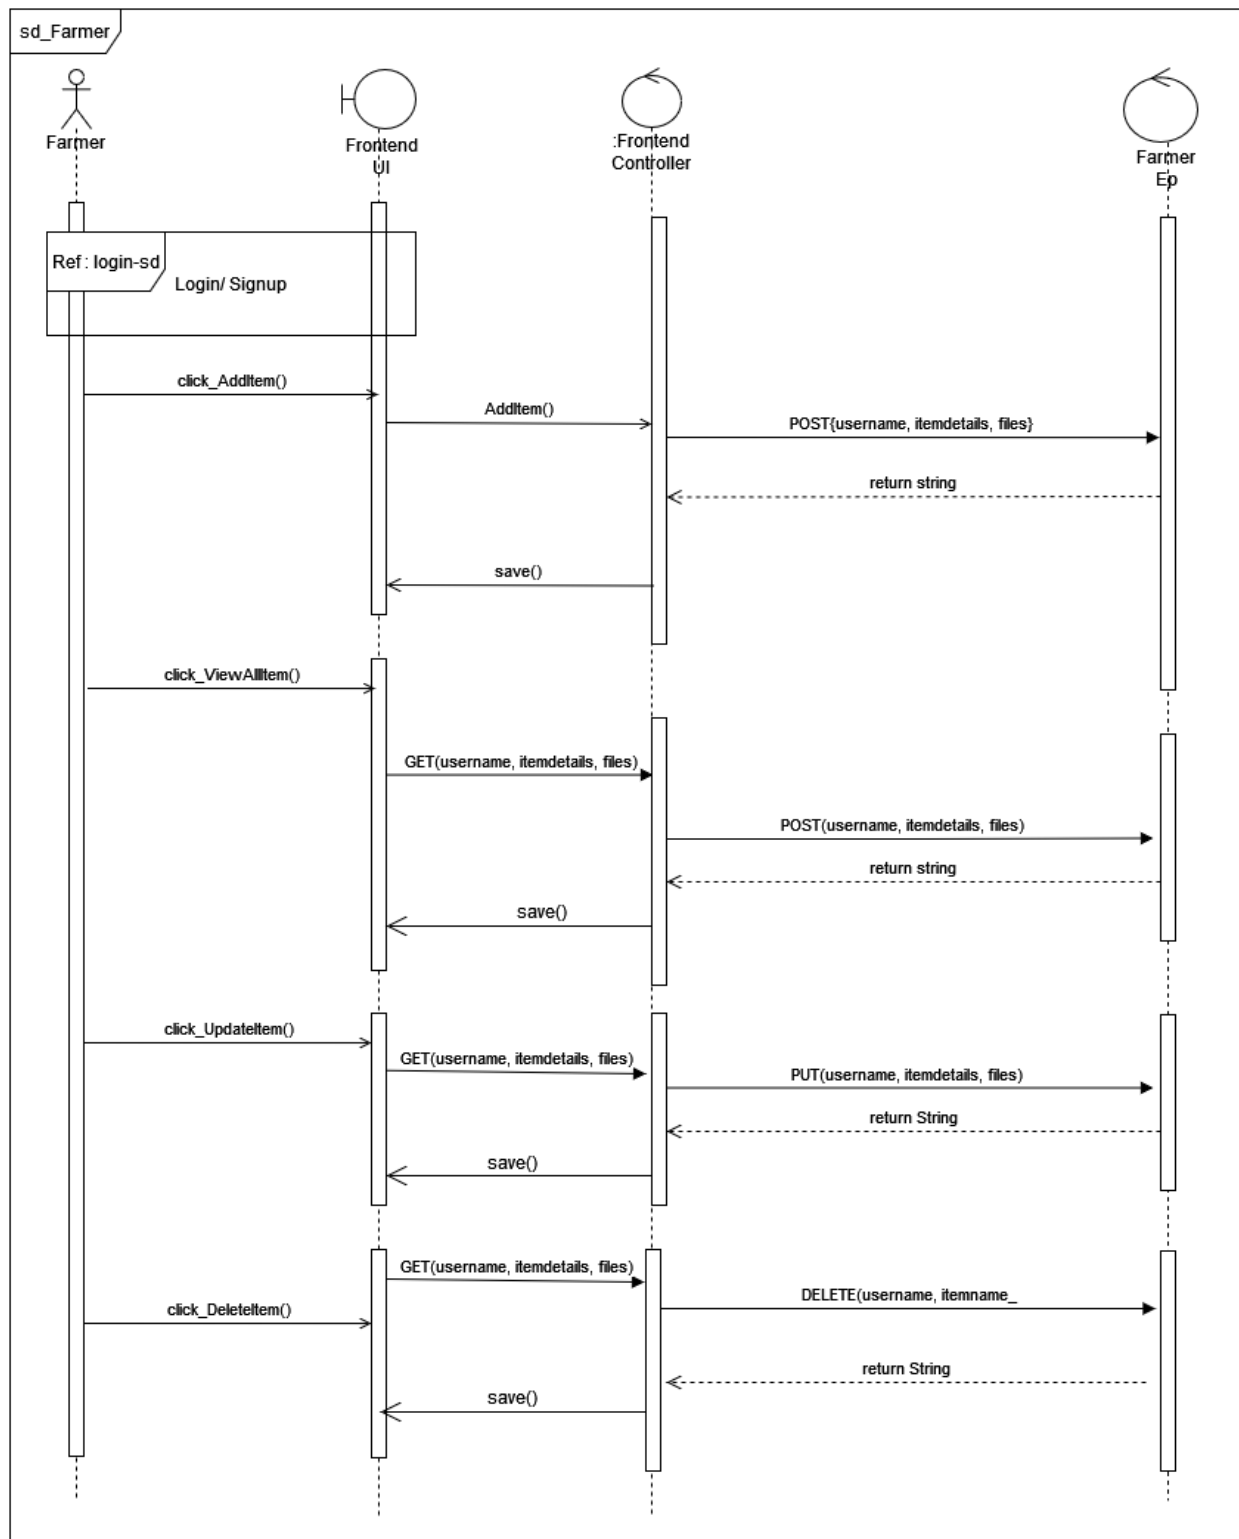 sd_Farmer
Farmer
Frontend
UI
:Frontend
Controller
Farmer
Ep
Ref : login-sd
Login/ Signup
click_AddItem()
AddItem()
POST{username, itemdetails, files}
return string
save()
click_ViewAllItem()
GET(username, itemdetails, files)
POST(username, itemdetails, files)
return string
save()
click_UpdateItem()
GET(username, itemdetails, files)
PUT(username, itemdetails, files)
return String
save()
GET(username, itemdetails, files)
DELETE(username, itemname_
click_DeleteItem()
return String
save()